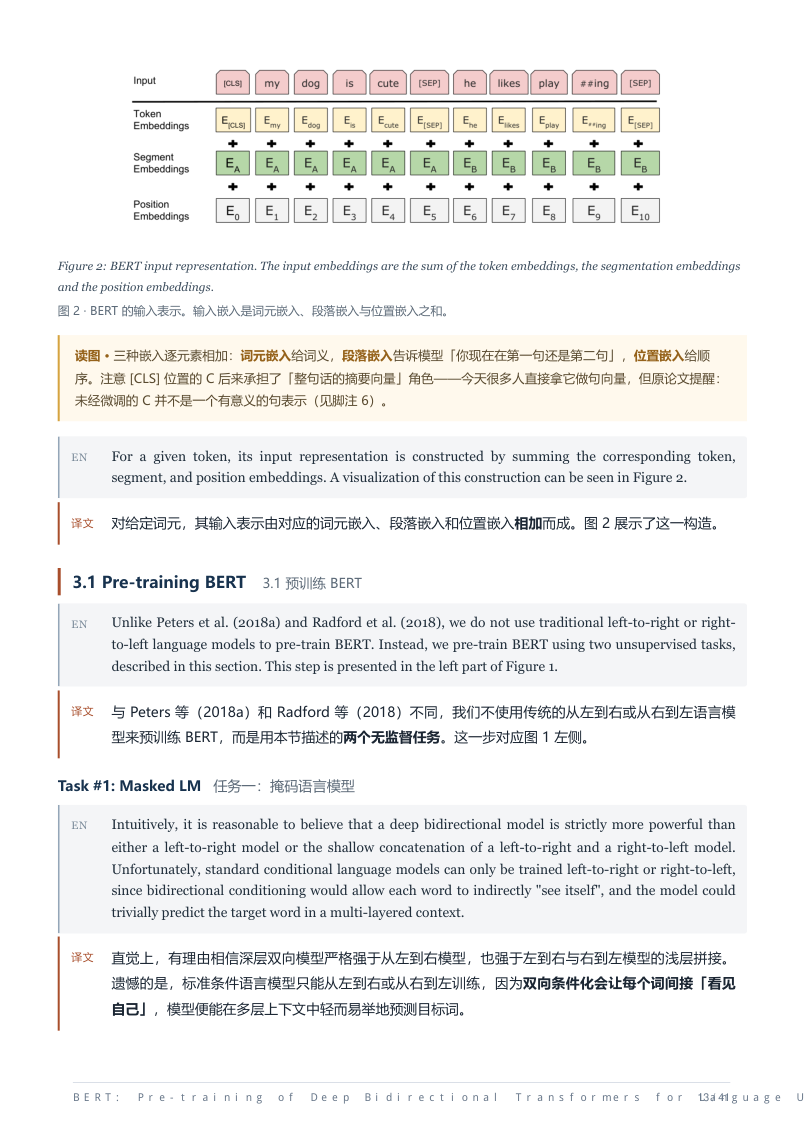 Input [CLS] my dog is cute [SEP] he likes play ##ing [SEP]
Token Embeddings E[CLS] Emy Edog Eis Ecute E[SEP] Ehe Elikes Eplay E##ing E[SEP]
+ + + + + + + + + + +
Segment Embeddings EA EA EA EA EA EA EB EB EB EB EB
+ + + + + + + + + + +
Position Embeddings E0 E1 E2 E3 E4 E5 E6 E7 E8 E9 E10
Figure 2: BERT input representation. The input embeddings are the sum of the token embeddings, the segmentation embeddings
and the position embeddings.
图 2 · BERT 的输入表示。输入嵌入是词元嵌入、段落嵌入与位置嵌入之和。
读图 • 三种嵌入逐元素相加：词元嵌入给词义，段落嵌入告诉模型「你现在在第一句还是第二句」，位置嵌入给顺
序。注意 [CLS] 位置的 C 后来承担了「整句话的摘要向量」角色——今天很多人直接拿它做句向量，但原论文提醒：
未经微调的 C 并不是一个有意义的句表示（见脚注 6）。
EN For a given token, its input representation is constructed by summing the corresponding token,
segment, and position embeddings. A visualization of this construction can be seen in Figure 2.
译文 对给定词元，其输入表示由对应的词元嵌入、段落嵌入和位置嵌入相加而成。图 2 展示了这一构造。
3.1 Pre-training BERT 3.1 预训练 BERT
EN Unlike Peters et al. (2018a) and Radford et al. (2018), we do not use traditional left-to-right or right-
to-left language models to pre-train BERT. Instead, we pre-train BERT using two unsupervised tasks,
described in this section. This step is presented in the left part of Figure 1.
译文 与 Peters 等（2018a）和 Radford 等（2018）不同，我们不使用传统的从左到右或从右到左语言模
型来预训练 BERT，而是用本节描述的两个无监督任务。这一步对应图 1 左侧。
Task #1: Masked LM 任务一：掩码语言模型
EN Intuitively, it is reasonable to believe that a deep bidirectional model is strictly more powerful than
either a left-to-right model or the shallow concatenation of a left-to-right and a right-to-left model.
Unfortunately, standard conditional language models can only be trained left-to-right or right-to-left,
since bidirectional conditioning would allow each word to indirectly "see itself", and the model could
trivially predict the target word in a multi-layered context.
译文 直觉上，有理由相信深层双向模型严格强于从左到右模型，也强于左到右与右到左模型的浅层拼接。
遗憾的是，标准条件语言模型只能从左到右或从右到左训练，因为双向条件化会让每个词间接「看见
自己」，模型便能在多层上下文中轻而易举地预测目标词。
BERT: Pre-training of Deep Bidirectional Transformers for Language U